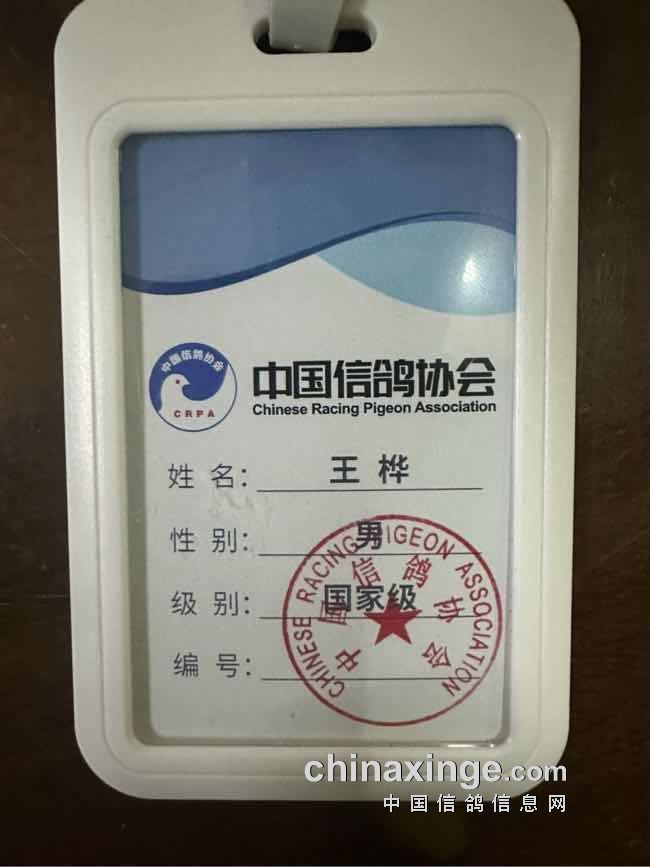 中国信鸽协会
CRPA
中国信鸽协会
Chinese Racing Pigeon Association
姓 名: 王 桦
性 别: 男
级 别: 国家级
编 号:
CHINESE RACING PIGEON ASSOCIATION
中国信鸽协会
chinaxinge.com
中国信鸽信息网